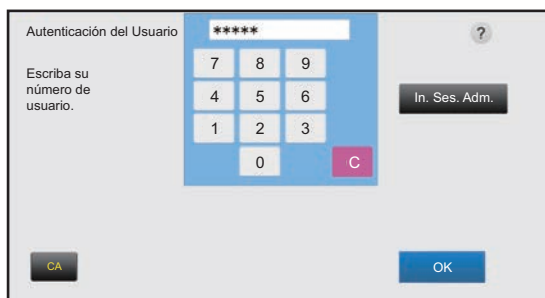 Autenticación del Usuario
*****
?
Escriba su
número de
usuario.
7 8 9
4 5 6
1 2 3
0 C
In. Ses. Adm.
CA
OK